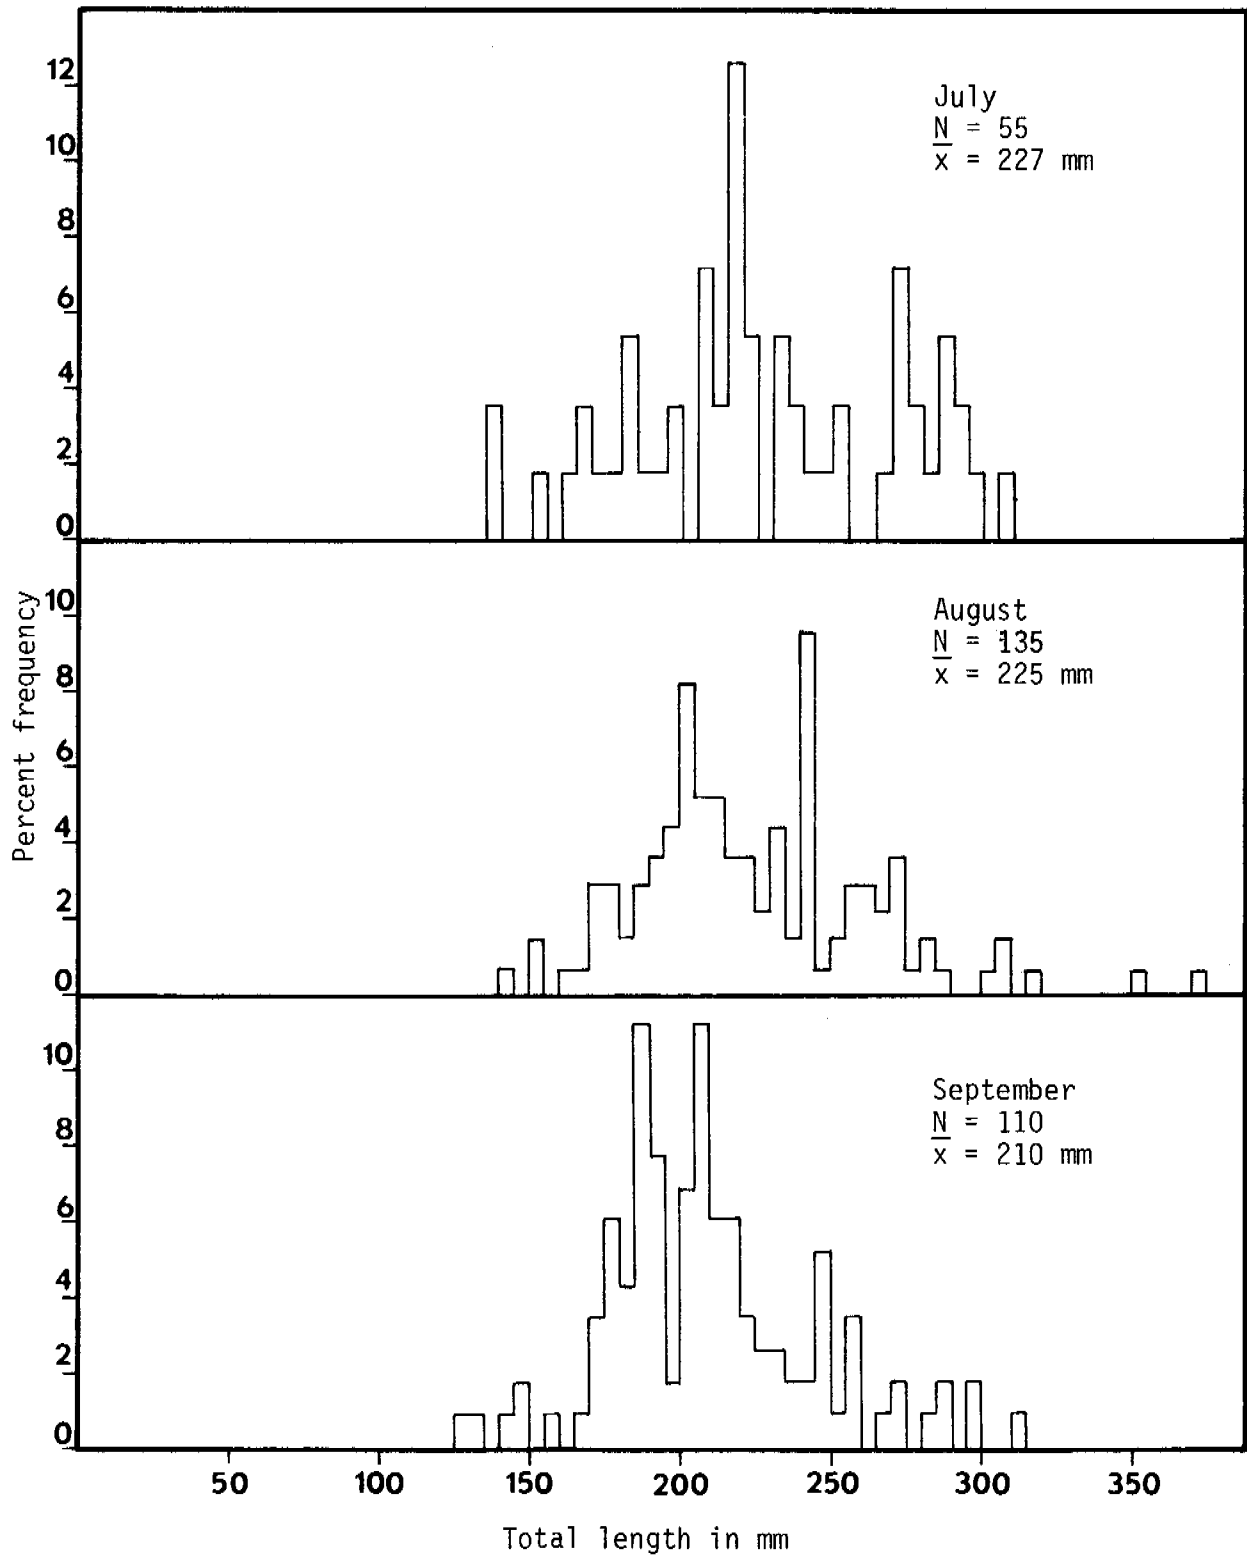 12
10
8
6
4
2
0
July
N = 55
x̅ = 227 mm
Percent frequency
10
8
6
4
2
0
August
N = 135
x̅ = 225 mm
10
8
6
4
2
0
September
N = 110
x̅ = 210 mm
50 100 150 200 250 300 350
Total length in mm